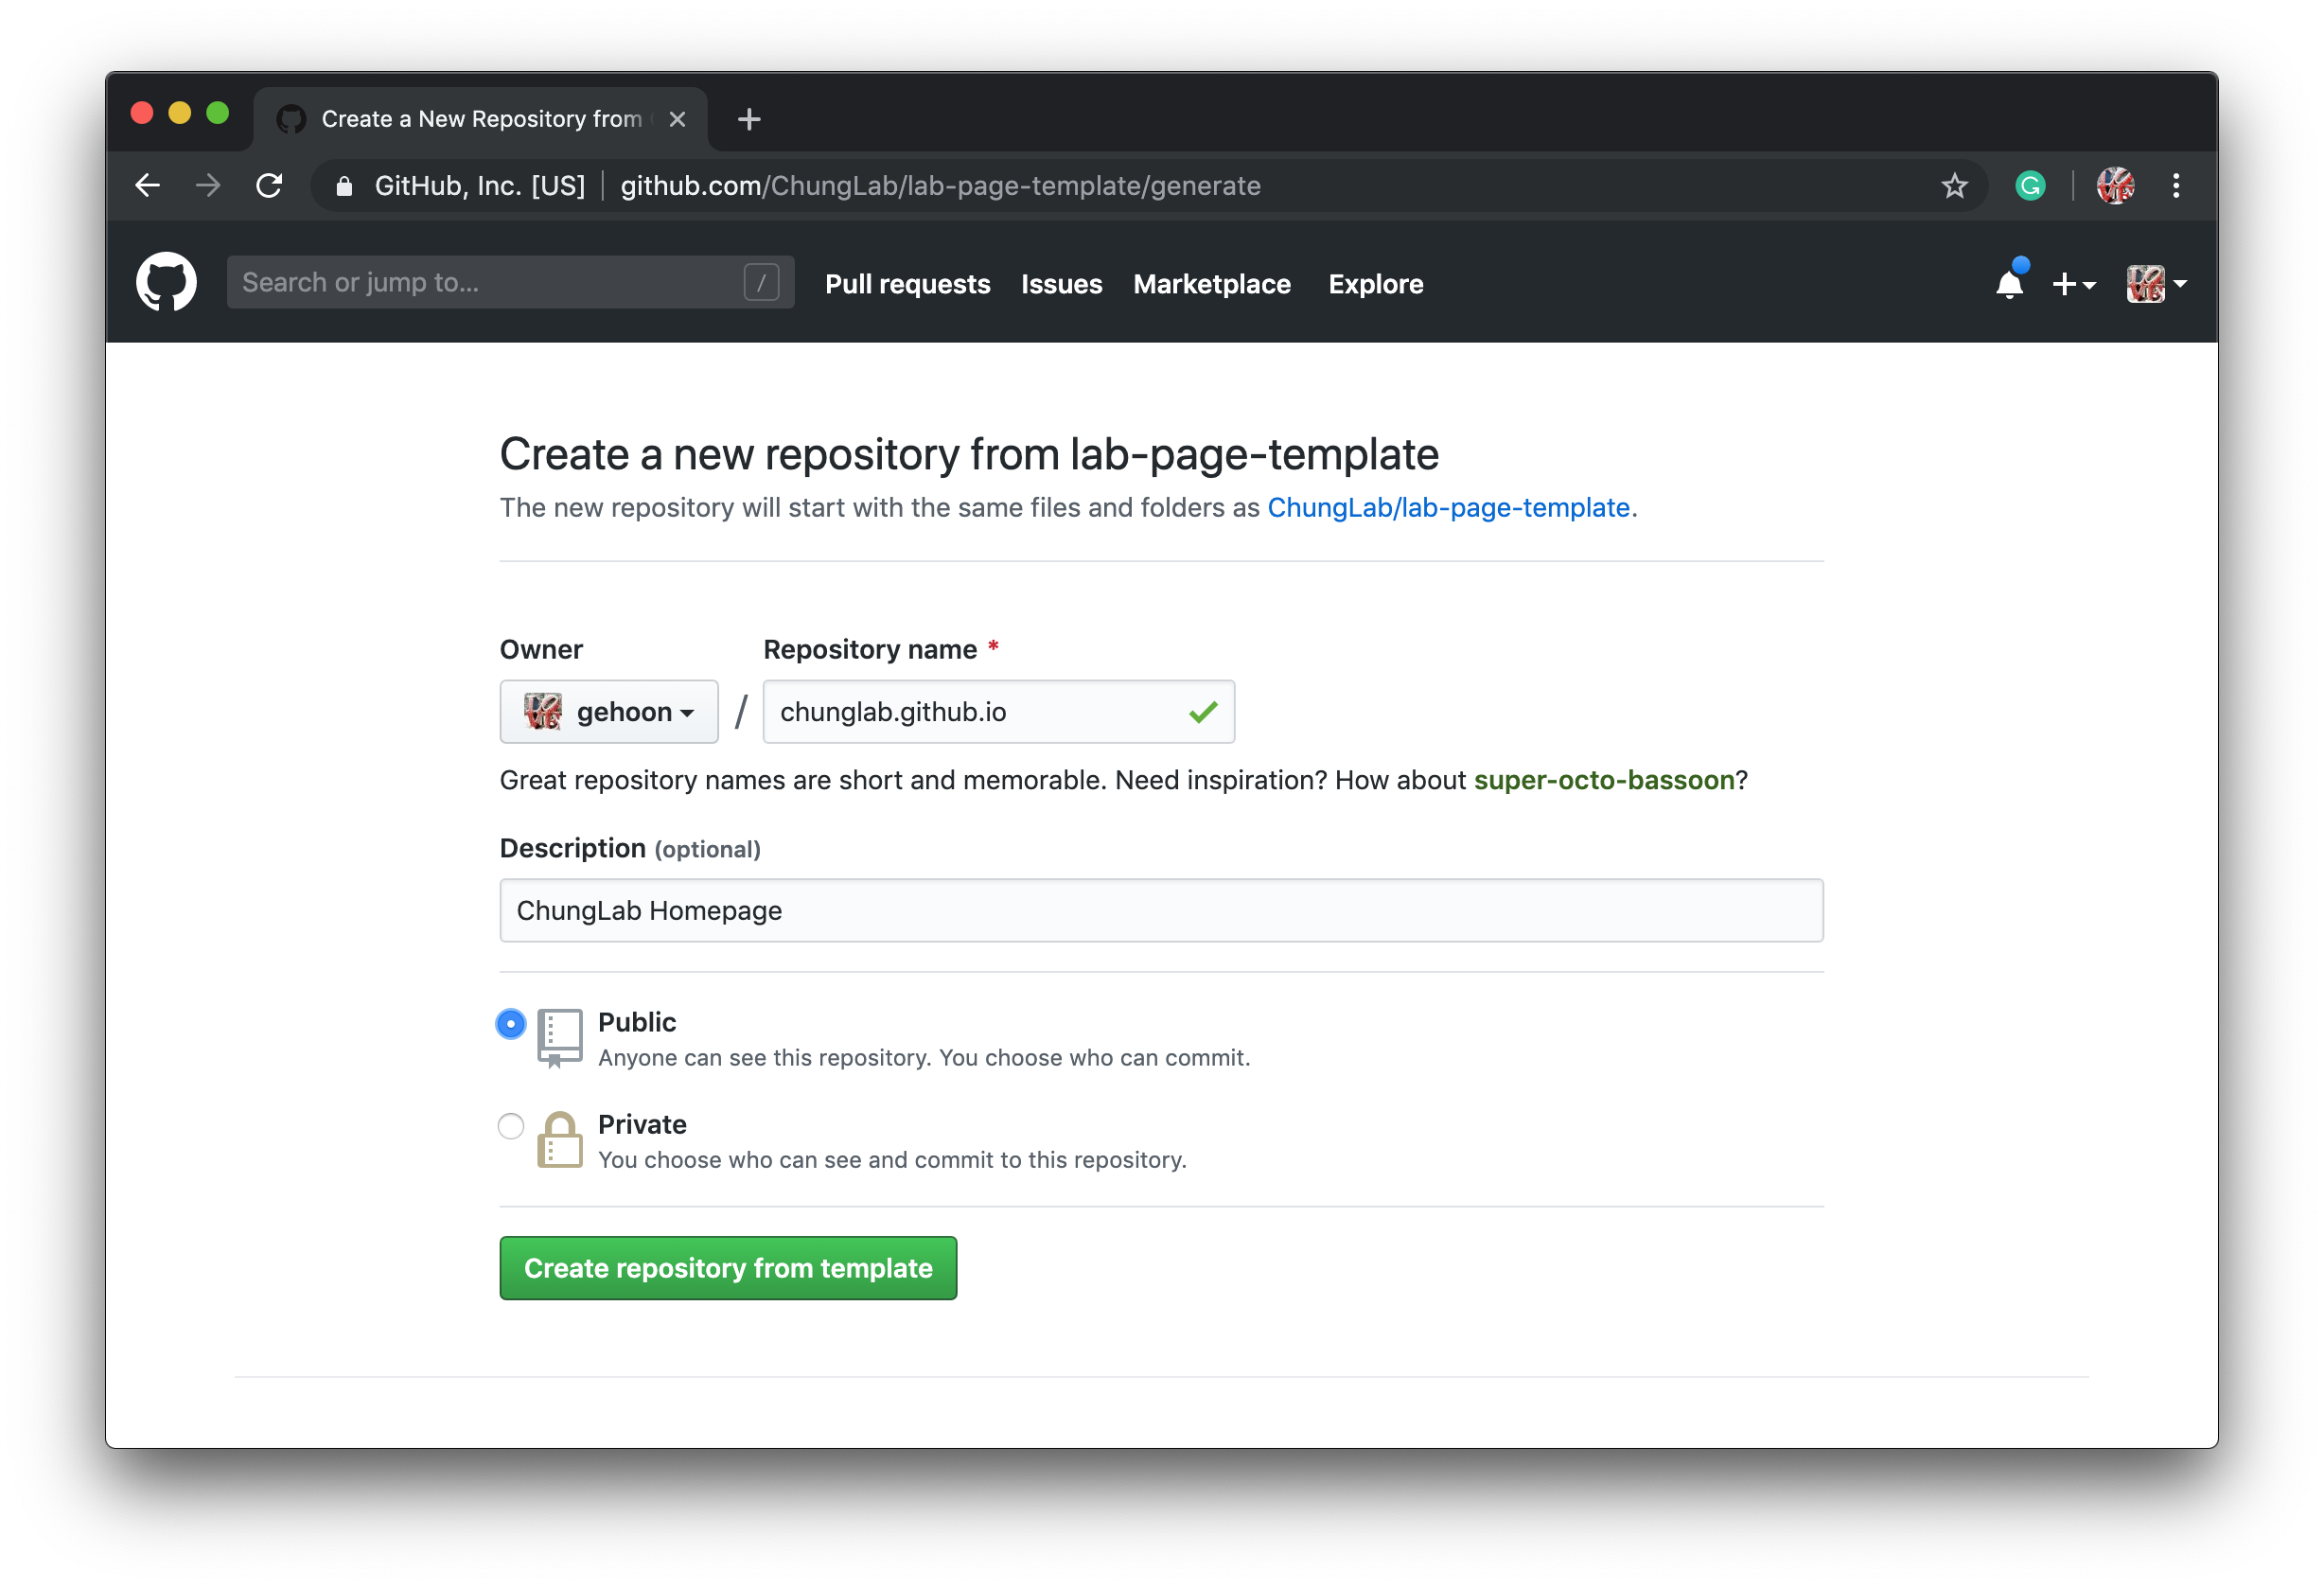 Create a New Repository from
GitHub, Inc. [US] github.com/ChungLab/lab-page-template/generate
Search or jump to... / Pull requests Issues Marketplace Explore
Create a new repository from lab-page-template
The new repository will start with the same files and folders as ChungLab/lab-page-template.
Owner Repository name *
gehoon / chunglab.github.io
Great repository names are short and memorable. Need inspiration? How about super-octo-bassoon?
Description (optional)
ChungLab Homepage
Public
Anyone can see this repository. You choose who can commit.
Private
You choose who can see and commit to this repository.
Create repository from template